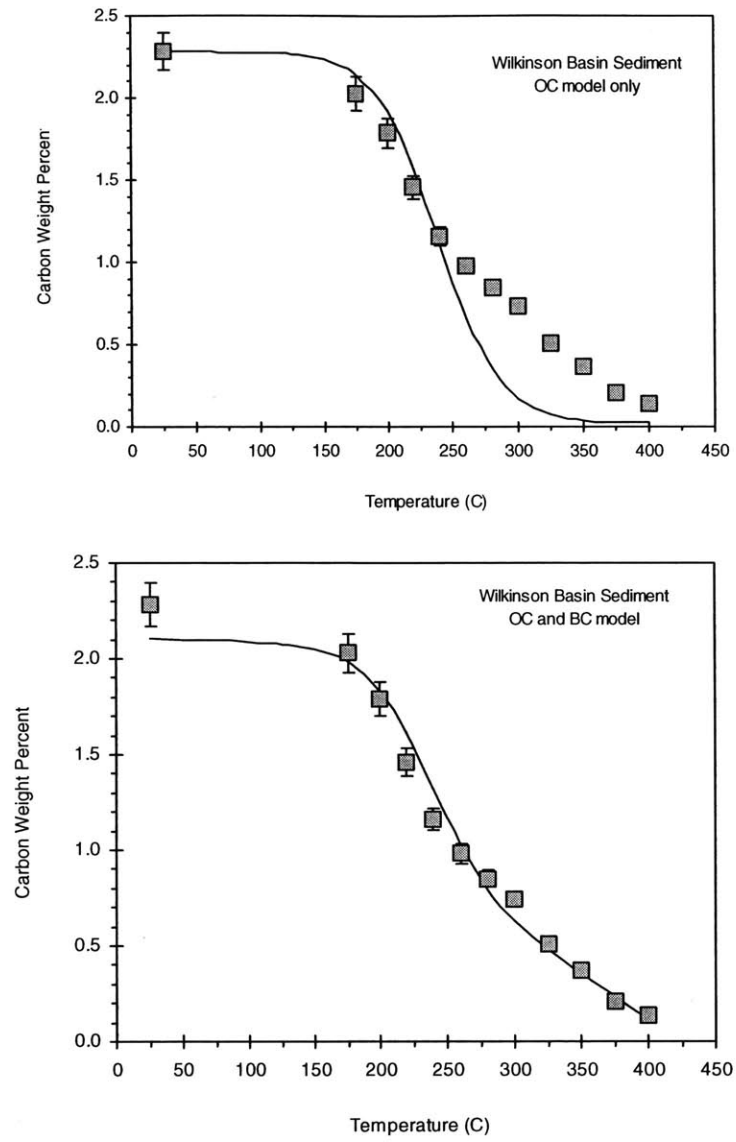 2.5
Wilkinson Basin Sediment
OC model only
2.0
1.5
1.0
0.5
0.0
0 50 100 150 200 250 300 350 400 450
Carbon Weight Percen
Temperature (C)
2.5
Wilkinson Basin Sediment
OC and BC model
2.0
1.5
1.0
0.5
0.0
0 50 100 150 200 250 300 350 400 450
Carbon Weight Percent
Temperature (C)